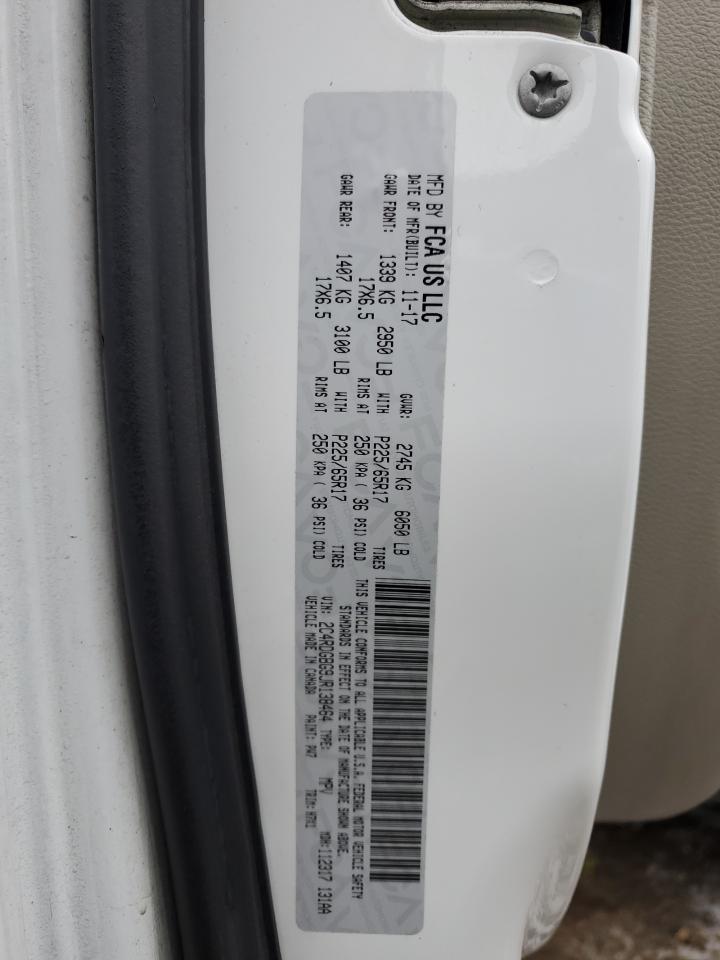 MFD BY FCA US LLC
DATE OF MFR(BUILT): 11-17 GVWR: 2745 KG 6050 LB
GAWR FRONT: 1339 KG 2950 LB WITH P225/65R17 TIRES
17X6.5 RIMS AT 250 KPA ( 36 PSI) COLD
GAWR REAR: 1407 KG 3100 LB WITH P225/65R17 TIRES
17X6.5 RIMS AT 250 KPA ( 36 PSI) COLD
THIS VEHICLE CONFORMS TO ALL APPLICABLE U.S.A. FEDERAL MOTOR VEHICLE SAFETY
STANDARDS IN EFFECT ON THE DATE OF MANUFACTURE SHOWN ABOVE.
VIN: 2C4RDGBG9JR138464 TYPE: MPV MDH: 112317 131AA
VEHICLE MADE IN CANADA PAINT: PW7 TRIM: